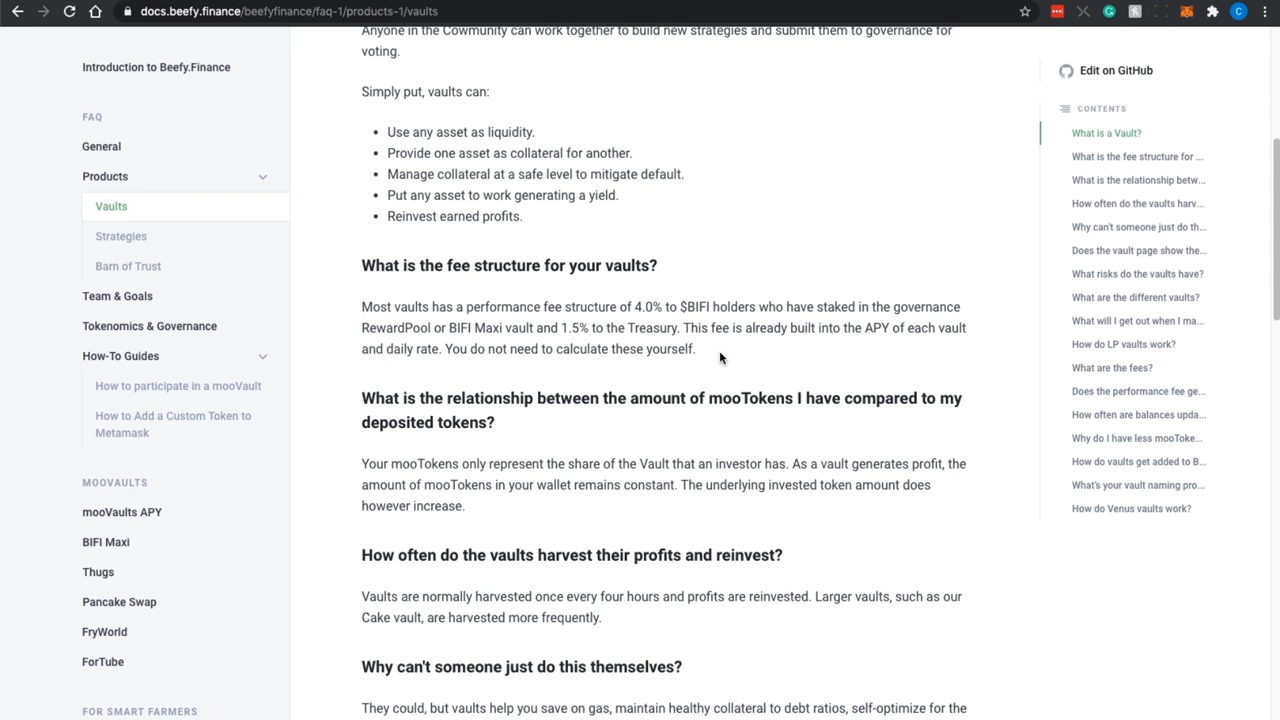 docs.beefy.finance/beefyfinance/faq-1/products-1/vaults
C
Introduction to Beefy.Finance
FAQ
General
Products
Vaults
Strategies
Barn of Trust
Team & Goals
Tokenomics & Governance
How-To Guides
How to participate in a mooVault
How to Add a Custom Token to
Metamask
MOOVAULTS
mooVaults APY
BIFI Maxi
Thugs
Pancake Swap
FryWorld
ForTube
FOR SMART FARMERS
Anyone in the Cowmunity can work together to build new strategies and submit them to governance for
voting.
Simply put, vaults can:
• Use any asset as liquidity.
• Provide one asset as collateral for another.
• Manage collateral at a safe level to mitigate default.
• Put any asset to work generating a yield.
• Reinvest earned profits.
What is the fee structure for your vaults?
Most vaults has a performance fee structure of 4.0% to $BIFI holders who have staked in the governance
RewardPool or BIFI Maxi vault and 1.5% to the Treasury. This fee is already built into the APY of each vault
and daily rate. You do not need to calculate these yourself.
What is the relationship between the amount of mooTokens I have compared to my
deposited tokens?
Your mooTokens only represent the share of the Vault that an investor has. As a vault generates profit, the
amount of mooTokens in your wallet remains constant. The underlying invested token amount does
however increase.
How often do the vaults harvest their profits and reinvest?
Vaults are normally harvested once every four hours and profits are reinvested. Larger vaults, such as our
Cake vault, are harvested more frequently.
Why can't someone just do this themselves?
They could, but vaults help you save on gas, maintain healthy collateral to debt ratios, self-optimize for the
Edit on GitHub
CONTENTS
What is a Vault?
What is the fee structure for ...
What is the relationship betw...
How often do the vaults harv...
Why can't someone just do th...
Does the vault page show the...
What risks do the vaults have?
What are the different vaults?
What will I get out when I ma...
How do LP vaults work?
What are the fees?
Does the performance fee ge...
How often are balances upda...
Why do I have less mooToke...
How do vaults get added to B...
What's your vault naming pro...
How do Venus vaults work?